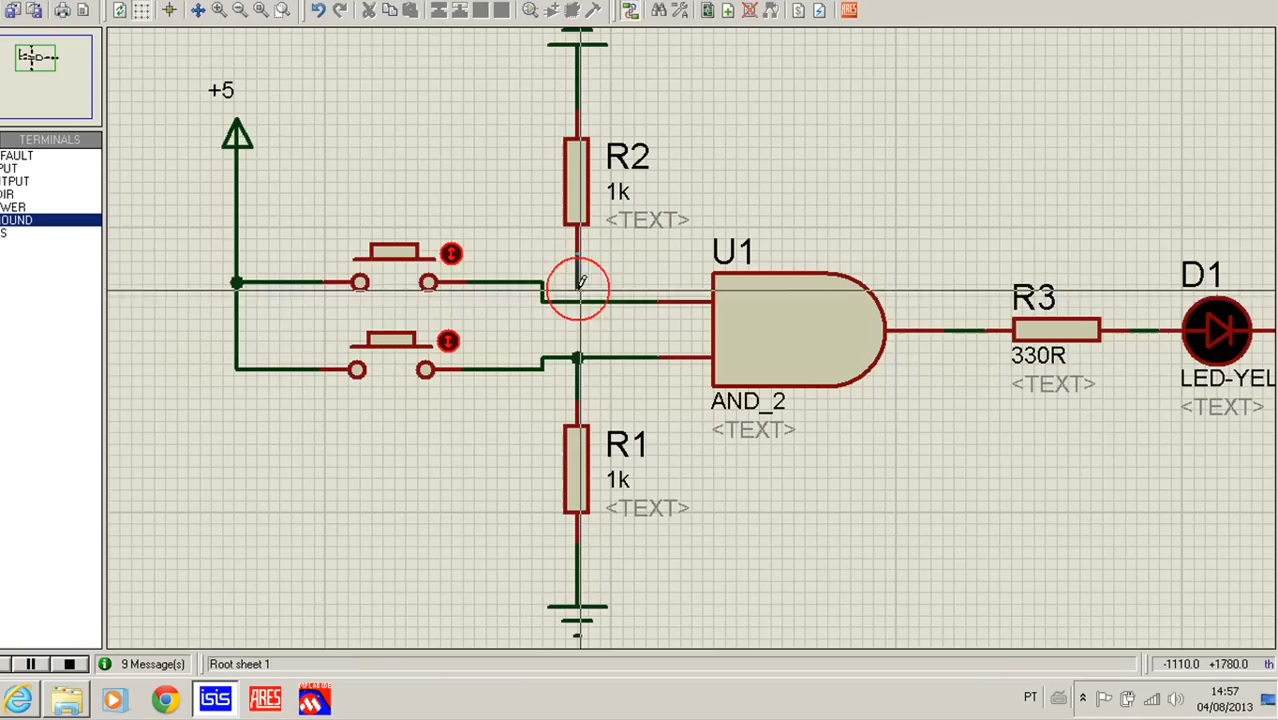 +5
TERMINALS
FAULT
PUT
TPUT
DIR
WER
OUND
S
R2
1k
<TEXT>
U1
D1
R3
330R
<TEXT>
LED-YEL
<TEXT>
AND_2
<TEXT>
R1
1k
<TEXT>
9 Message(s)
Root sheet 1
-1110.0 +1780.0 th
isis
ARES
PT
14:57
04/08/2013